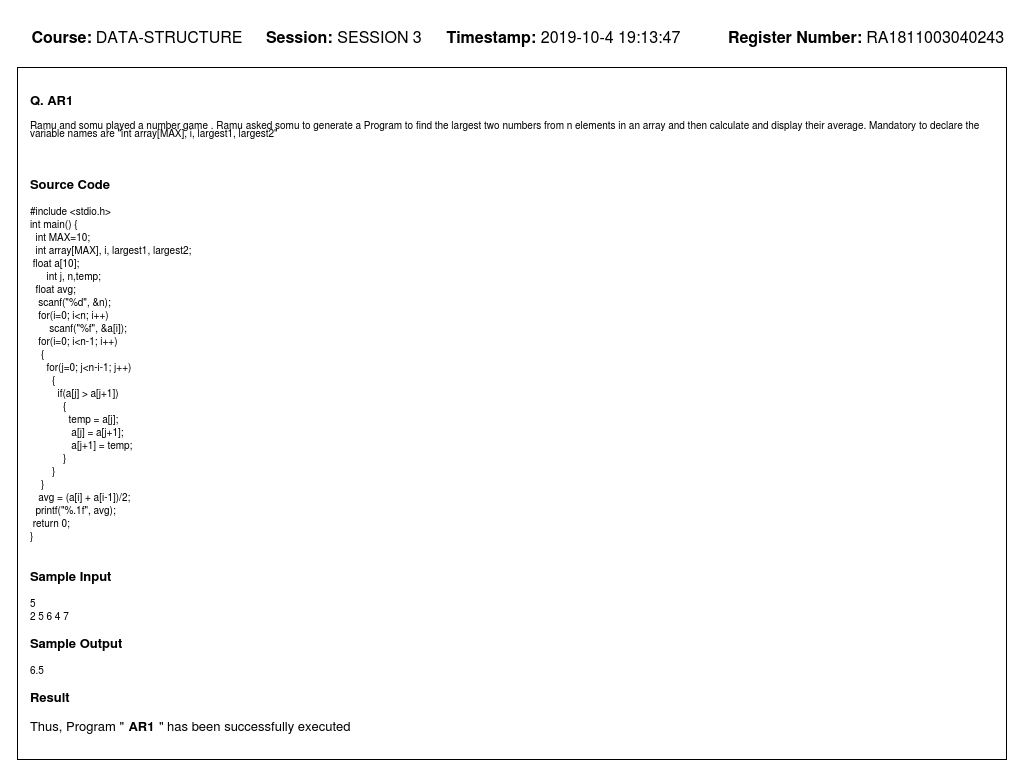 Course: DATA-STRUCTURE Session: SESSION 3 Timestamp: 2019-10-4 19:13:47 Register Number: RA1811003040243
Q. AR1
Ramu and somu played a number game . Ramu asked somu to generate a Program to find the largest two numbers from n elements in an array and then calculate and display their average. Mandatory to declare the
variable names are "int array[MAX], i, largest1, largest2"
Source Code
#include <stdio.h>
int main() {
int MAX=10;
int array[MAX], i, largest1, largest2;
float a[10];
int j, n,temp;
float avg;
scanf("%d", &n);
for(i=0; i<n; i++)
scanf("%f", &a[i]);
for(i=0; i<n-1; i++)
{
for(j=0; j<n-i-1; j++)
{
if(a[j] > a[j+1])
{
temp = a[j];
a[j] = a[j+1];
a[j+1] = temp;
}
}
}
avg = (a[i] + a[i-1])/2;
printf("%.1f", avg);
return 0;
}
Sample Input
5
2 5 6 4 7
Sample Output
6.5
Result
Thus, Program " AR1 " has been successfully executed